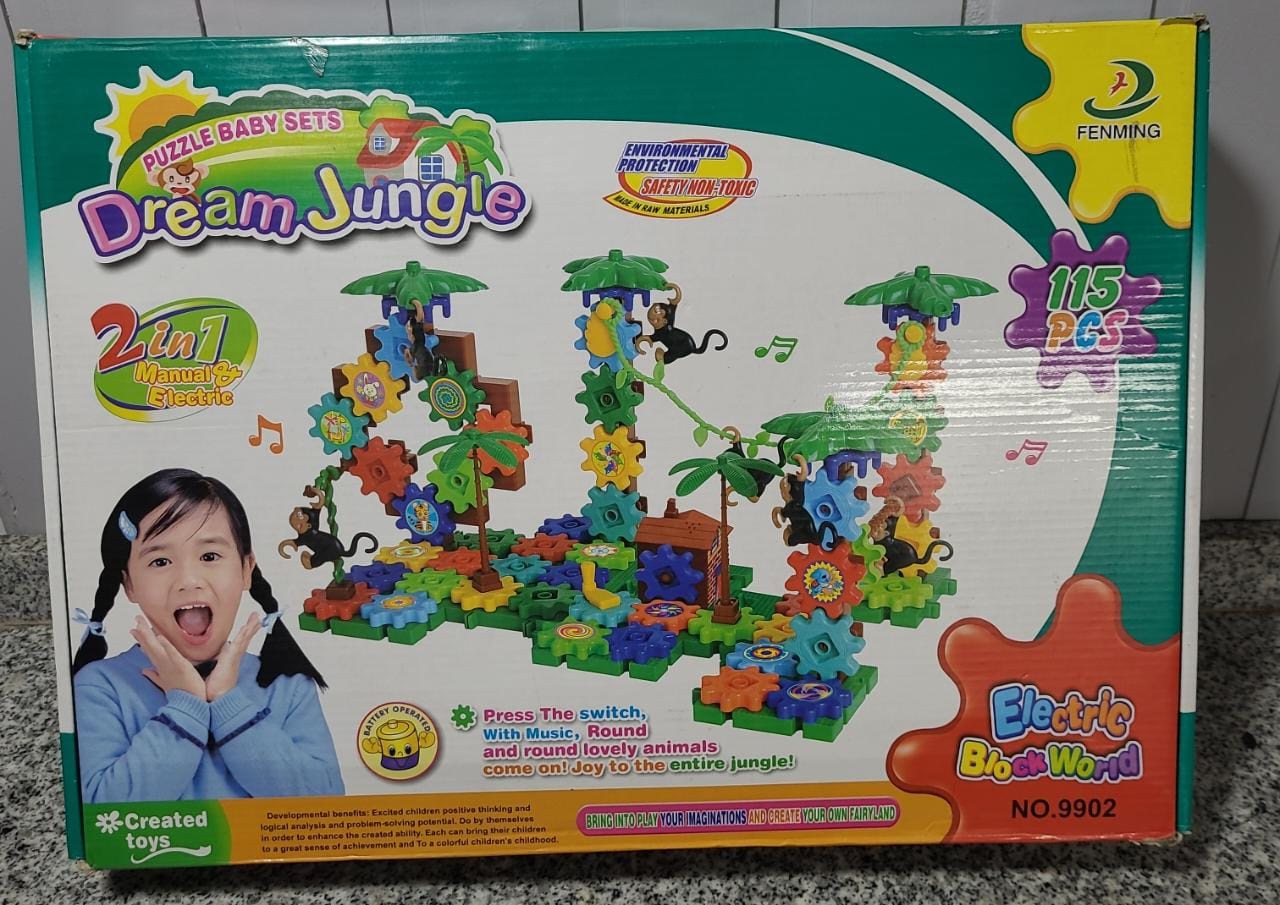 PUZZLE BABY SETS
Dream Jungle
ENVIRONMENTAL
PROTECTION
SAFETY NON-TOXIC
MADE IN RAW MATERIALS
FENMING
115
PCS
2 in 1
Manual &
Electric
BATTERY OPERATED
Press The switch,
With Music, Round
and round lovely animals
come on! Joy to the entire jungle!
Electric
Block World
NO.9902
Created
toys
Developmental benefits: Excited children positive thinking and
logical analysis and problem-solving potential. Do by themselves
in order to enhance the created ability. Each can bring their children
to a great sense of achievement and To a colorful children's childhood.
BRING INTO PLAY YOUR IMAGINATIONS AND CREATE YOUR OWN FAIRYLAND